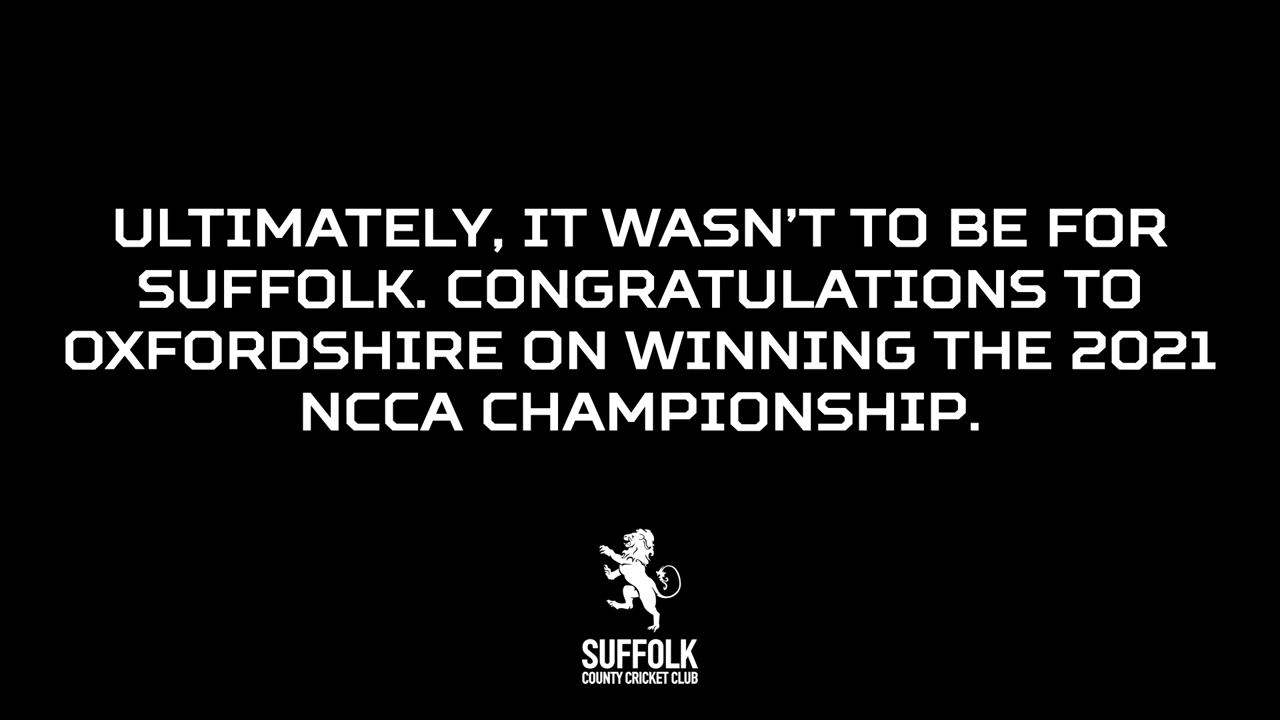 ULTIMATELY, IT WASN’T TO BE FOR
SUFFOLK. CONGRATULATIONS TO
OXFORDSHIRE ON WINNING THE 2021
NCCA CHAMPIONSHIP.
SUFFOLK
COUNTY CRICKET CLUB